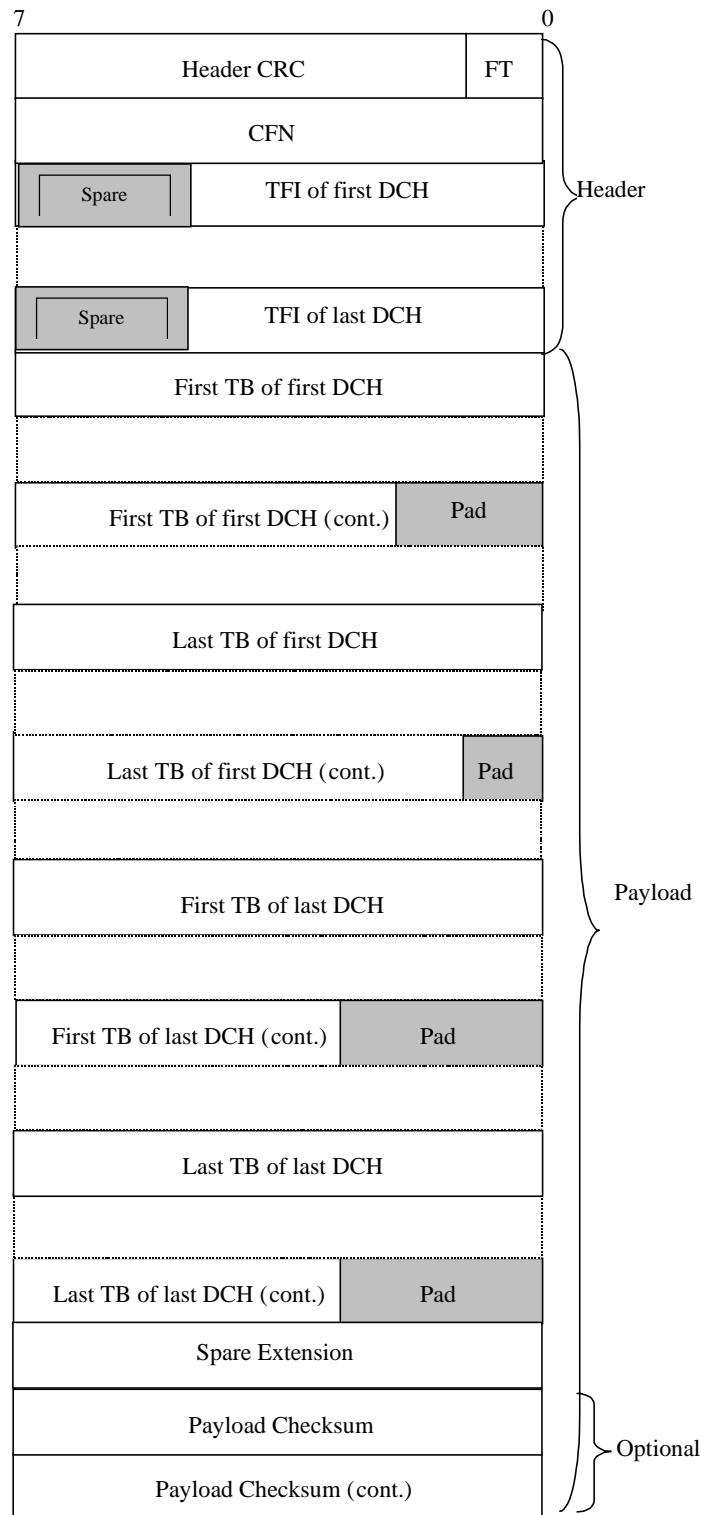 7 0
Header CRC FT
CFN
Spare TFI of first DCH
Header
Spare TFI of last DCH
First TB of first DCH
First TB of first DCH (cont.) Pad
Last TB of first DCH
Last TB of first DCH (cont.) Pad
First TB of last DCH
Payload
First TB of last DCH (cont.) Pad
Last TB of last DCH
Last TB of last DCH (cont.) Pad
Spare Extension
Payload Checksum
Optional
Payload Checksum (cont.)